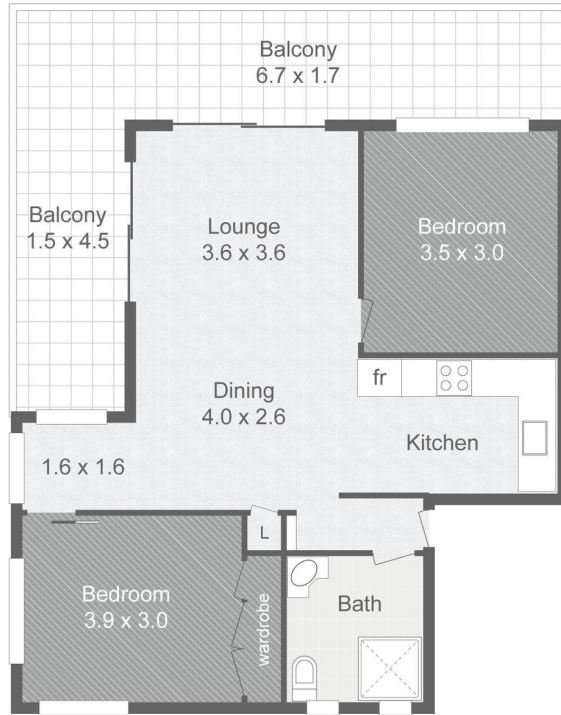 Balcony
6.7 x 1.7
Balcony
1.5 x 4.5
Lounge
3.6 x 3.6
Bedroom
3.5 x 3.0
Dining
4.0 x 2.6
fr
Kitchen
1.6 x 1.6
L
Bedroom
3.9 x 3.0
wardrobe
Bath